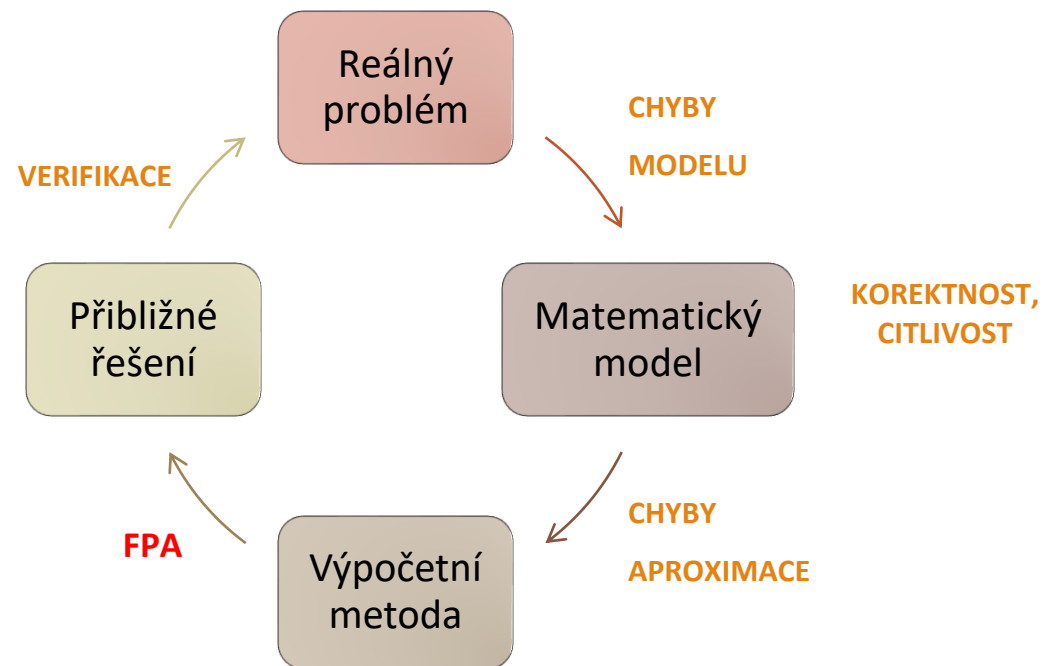 Reálný
problém
CHYBY
MODELU
VERIFIKACE
Přibližné
řešení
Matematický
model
KOREKTNOST,
CITLIVOST
FPA
Výpočetní
metoda
CHYBY
APROXIMACE